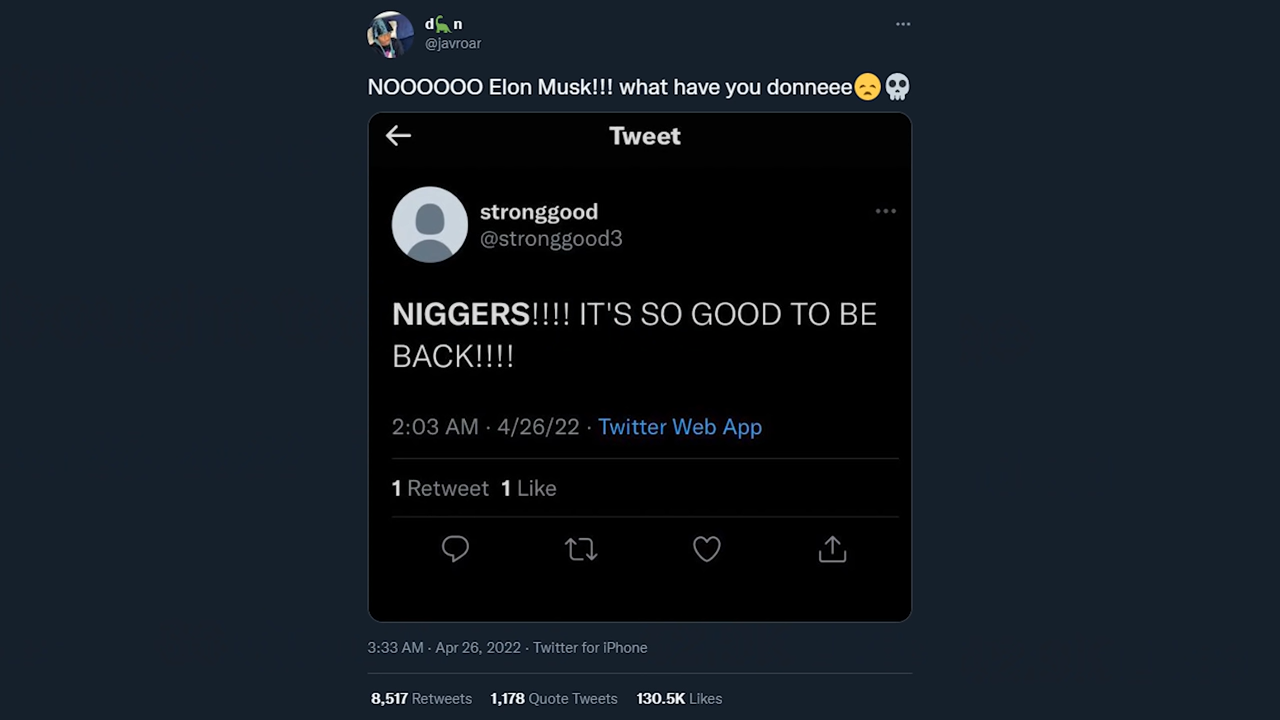 d🦕n
@javroar
NOOOOOO Elon Musk!!! what have you donneee😞💀
Tweet
stronggood
@stronggood3
NIGGERS!!!! IT'S SO GOOD TO BE
BACK!!!!
2:03 AM · 4/26/22 · Twitter Web App
1 Retweet 1 Like
3:33 AM · Apr 26, 2022 · Twitter for iPhone
8,517 Retweets 1,178 Quote Tweets 130.5K Likes